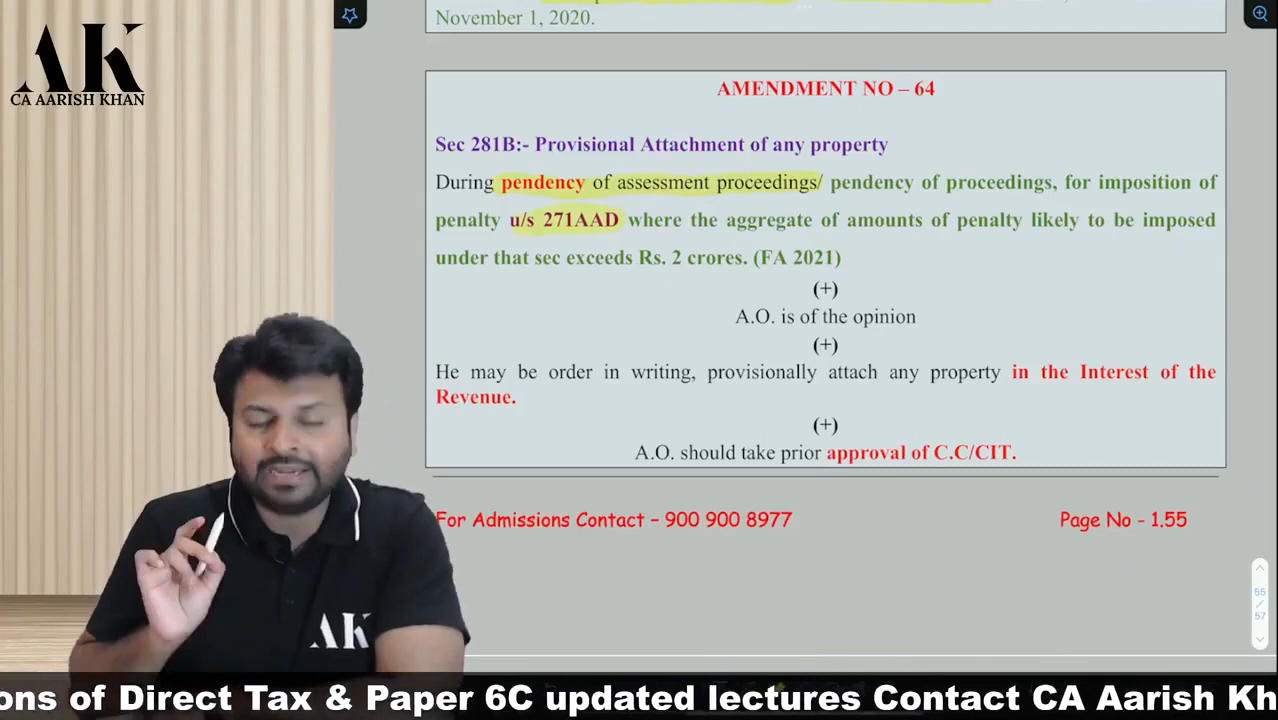 AK
CA AARISH KHAN
November 1, 2020.
AMENDMENT NO – 64
Sec 281B:- Provisional Attachment of any property
During pendency of assessment proceedings/ pendency of proceedings, for imposition of
penalty u/s 271AAD where the aggregate of amounts of penalty likely to be imposed
under that sec exceeds Rs. 2 crores. (FA 2021)
(+)
A.O. is of the opinion
(+)
He may be order in writing, provisionally attach any property in the Interest of the
Revenue.
(+)
A.O. should take prior approval of C.C/CIT.
For Admissions Contact – 900 900 8977
Page No - 1.55
55
/
57
AK
ons of Direct Tax & Paper 6C updated lectures Contact CA Aarish Kh